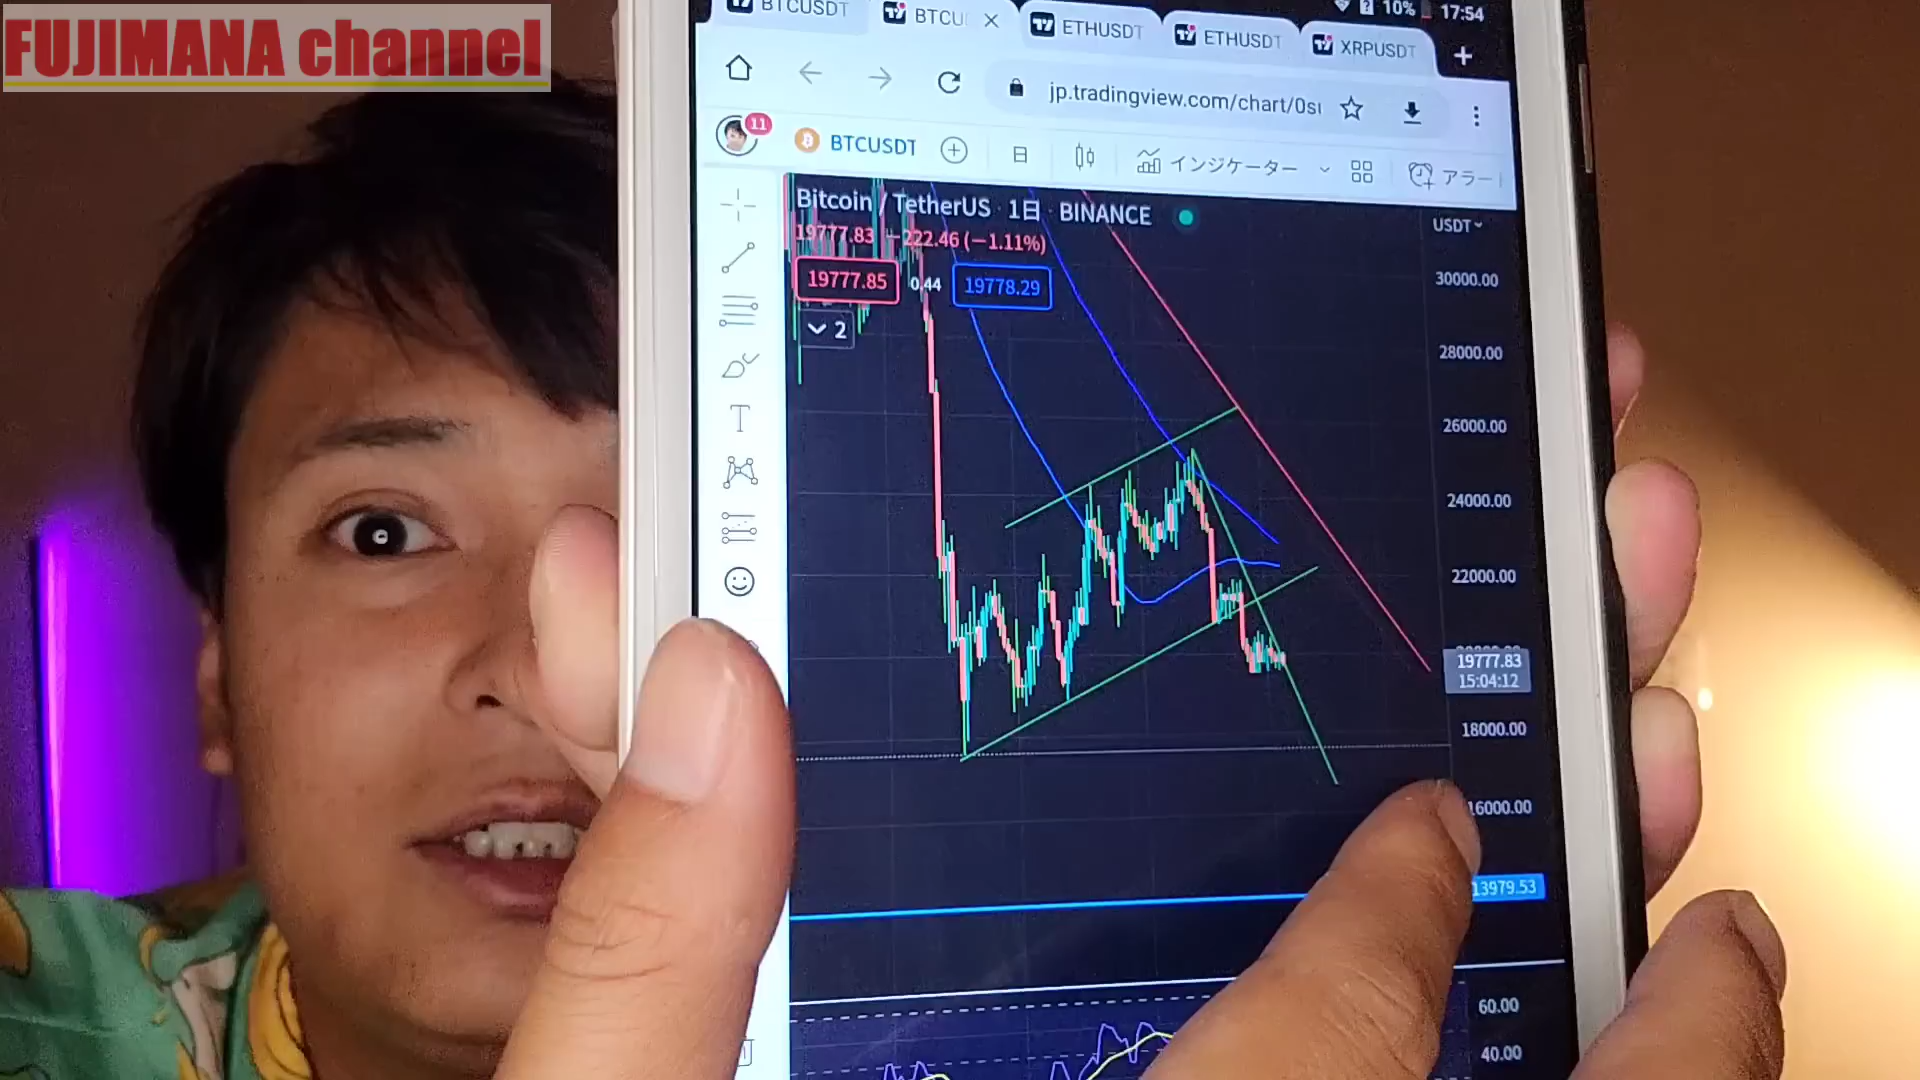 FUJIMANA channel
BTCUSDT
BTCU
ETHUSDT
ETHUSDT
XRPUSDT
10% 17:54
jp.tradingview.com/chart/0s
11
BTCUSDT
日
インジケーター
アラー
Bitcoin / TetherUS · 1日 · BINANCE
USDT
19777.83 −222.46 (−1.11%)
19777.85 0.44 19778.29
2
30000.00
28000.00
26000.00
24000.00
22000.00
19777.83
15:04:12
18000.00
16000.00
13979.53
60.00
40.00